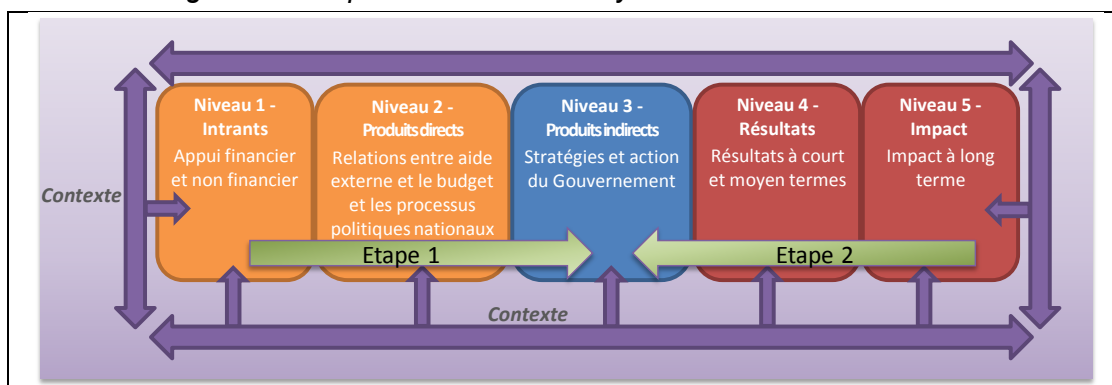 Niveau 1 -
Intrants
Appui financier
et non financier
Niveau 2 -
Produits directs
Relations entre aide
externe et le budget
et les processus
politiques nationaux
Niveau 3 -
Produits indirects
Stratégies et action
du Gouvernement
Niveau 4 -
Résultats
Résultats à court
et moyen termes
Niveau 5 -
Impact
Impact à long
terme
Contexte
Etape 1
Etape 2
Contexte